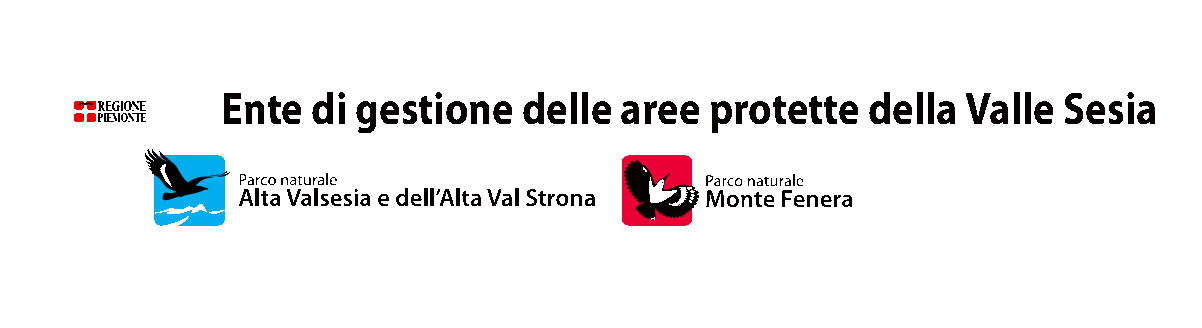 REGIONE
PIEMONTE
Ente di gestione delle aree protette della Valle Sesia
Parco naturale
Alta Valsesia e dell'Alta Val Strona
Parco naturale
Monte Fenera